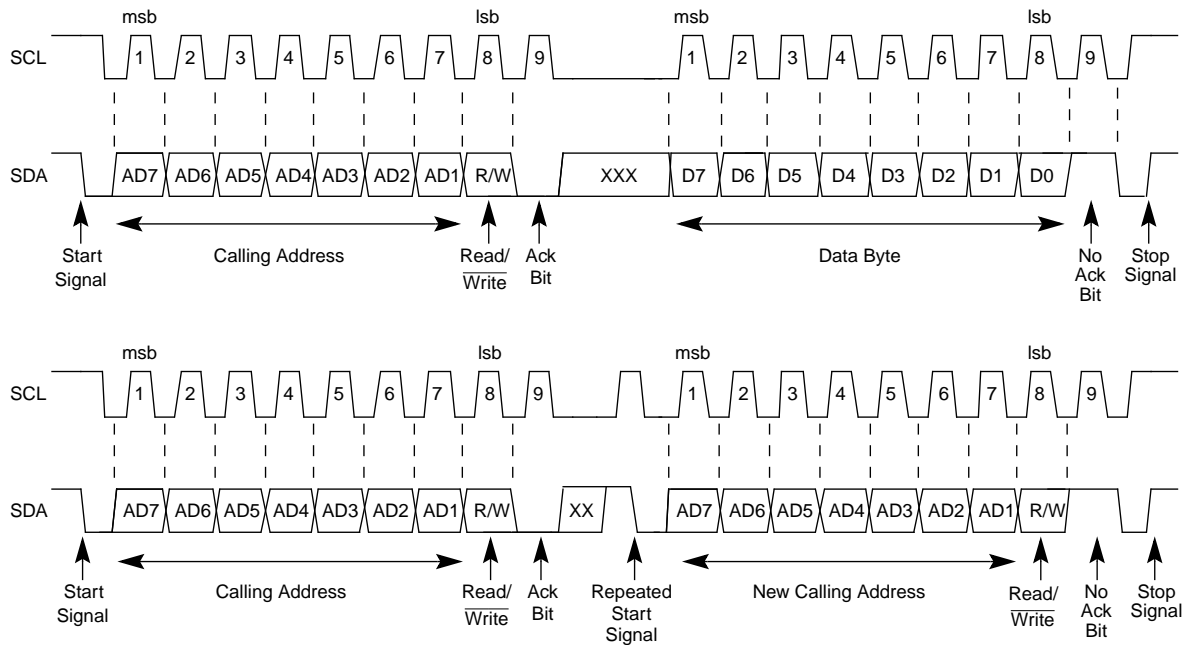 msb lsb msb lsb
SCL 1 2 3 4 5 6 7 8 9 1 2 3 4 5 6 7 8 9
SDA AD7 AD6 AD5 AD4 AD3 AD2 AD1 R/W XXX D7 D6 D5 D4 D3 D2 D1 D0
Start Signal
Calling Address
Read/
Write
Ack
Bit
Data Byte
No
Ack
Bit
Stop
Signal
msb lsb msb lsb
SCL 1 2 3 4 5 6 7 8 9 1 2 3 4 5 6 7 8 9
SDA AD7 AD6 AD5 AD4 AD3 AD2 AD1 R/W XX AD7 AD6 AD5 AD4 AD3 AD2 AD1 R/W
Start
Signal
Calling Address
Read/
Write
Ack
Bit
Repeated
Start
Signal
New Calling Address
Read/
Write
No
Ack
Bit
Stop
Signal